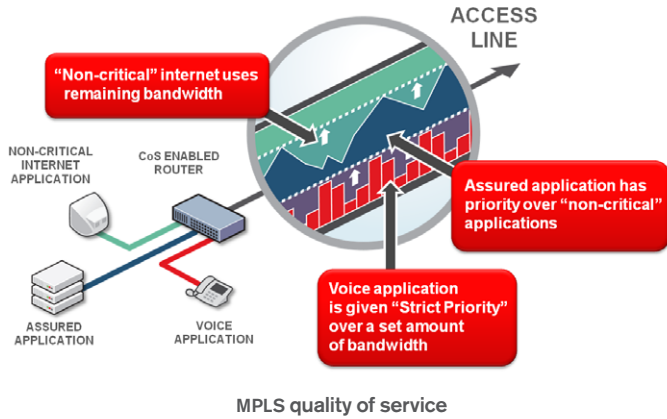 ACCESS
LINE
“Non-critical” internet uses
remaining bandwidth
NON-CRITICAL
INTERNET
APPLICATION
CoS ENABLED
ROUTER
Assured application has
priority over “non-critical”
applications
Voice application
is given “Strict Priority”
over a set amount
of bandwidth
ASSURED
APPLICATION
VOICE
APPLICATION
MPLS quality of service